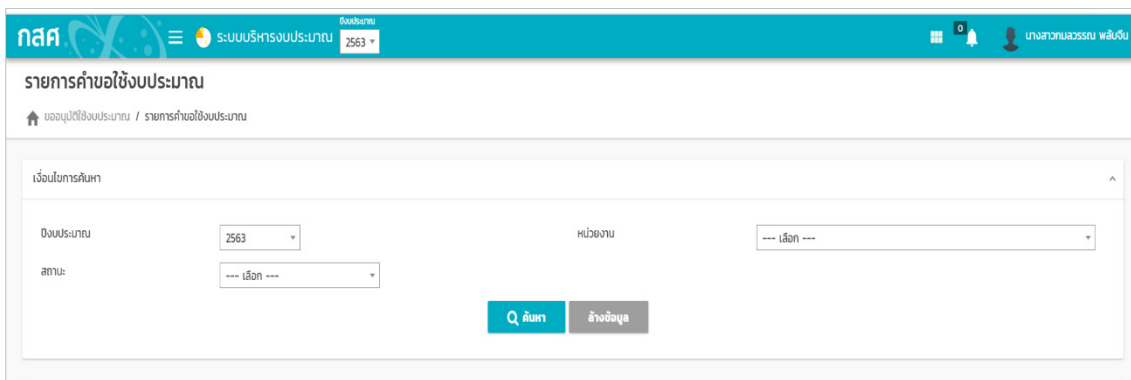 ปีงบประมาณ
กสศ ระบบบริหารงบประมาณ 2563 0 นางสาวกมลวรรณ พลับจีน
รายการคำขอใช้งบประมาณ
ขออนุมัติใช้งบประมาณ / รายการคำขอใช้งบประมาณ
เงื่อนไขการค้นหา
ปีงบประมาณ 2563 หน่วยงาน --- เลือก ---
สถานะ --- เลือก ---
ค้นหา ล้างข้อมูล